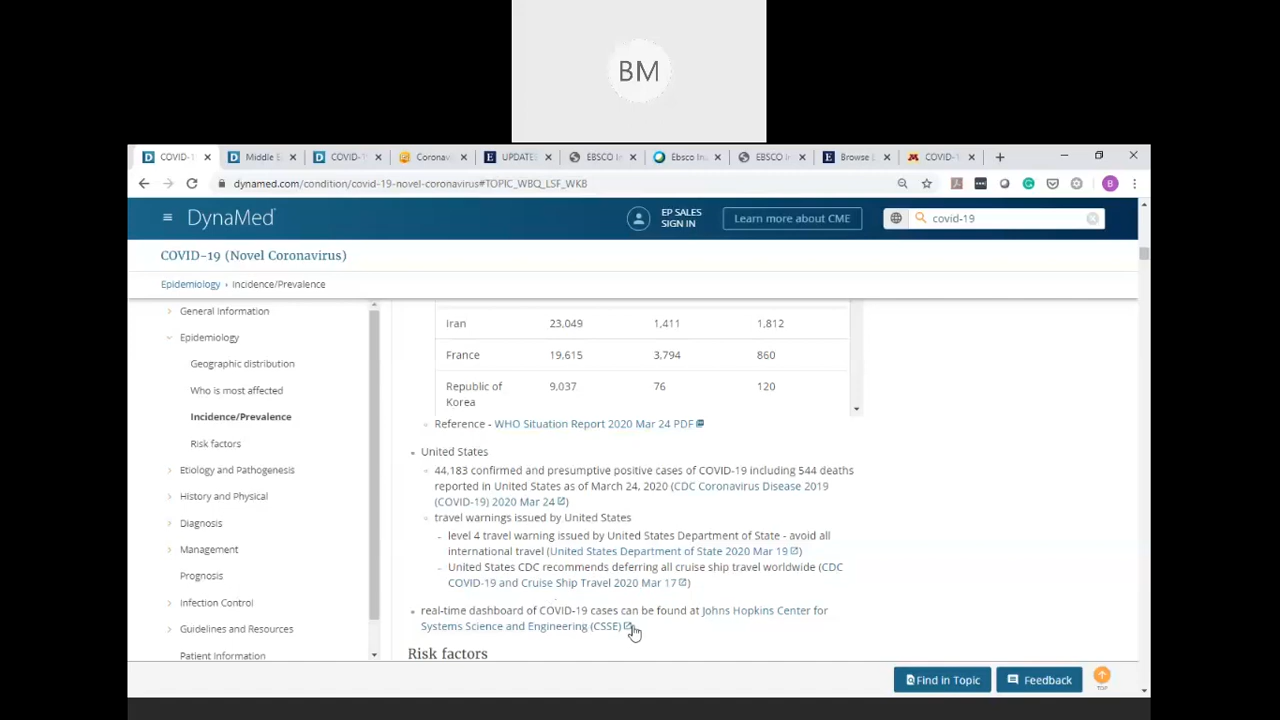 BM
COVID-1
Middle E
COVID-
Coronav
UPDATES
EBSCO In
Ebsco Inf
EBSCO In
Browse L
COVID-
dynamed.com/condition/covid-19-novel-coronavirus#TOPIC_WBQ_LSF_WKB
B
DynaMed
EP SALES
SIGN IN
Learn more about CME
covid-19
COVID-19 (Novel Coronavirus)
Epidemiology › Incidence/Prevalence
General Information
Epidemiology
Geographic distribution
Who is most affected
Incidence/Prevalence
Risk factors
Etiology and Pathogenesis
History and Physical
Diagnosis
Management
Prognosis
Infection Control
Guidelines and Resources
Patient Information
Iran 23,049 1,411 1,812
France 19,615 3,794 860
Republic of Korea 9,037 76 120
Reference - WHO Situation Report 2020 Mar 24 PDF
United States
44,183 confirmed and presumptive positive cases of COVID-19 including 544 deaths
reported in United States as of March 24, 2020 (CDC Coronavirus Disease 2019
(COVID-19) 2020 Mar 24)
travel warnings issued by United States
level 4 travel warning issued by United States Department of State - avoid all
international travel (United States Department of State 2020 Mar 19)
United States CDC recommends deferring all cruise ship travel worldwide (CDC
COVID-19 and Cruise Ship Travel 2020 Mar 17)
real-time dashboard of COVID-19 cases can be found at Johns Hopkins Center for
Systems Science and Engineering (CSSE)
Risk factors
Find in Topic
Feedback
TOP